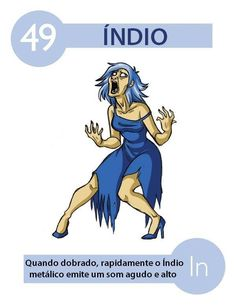 49 ÍNDIO
Quando dobrado, rapidamente o Índio
metálico emite um som agudo e alto
In